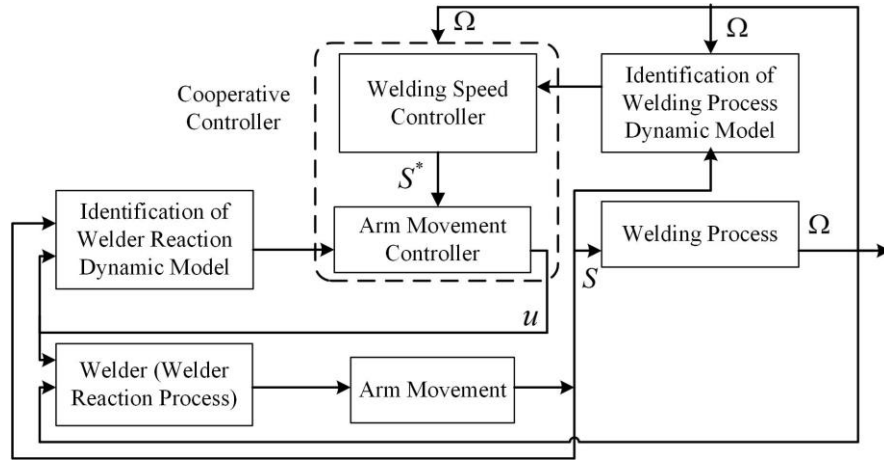 Ω
Ω
Cooperative
Controller
Welding Speed
Controller
Identification of
Welding Process
Dynamic Model
S*
Identification of
Welder Reaction
Dynamic Model
Arm Movement
Controller
Welding Process
Ω
S
u
Welder (Welder
Reaction Process)
Arm Movement